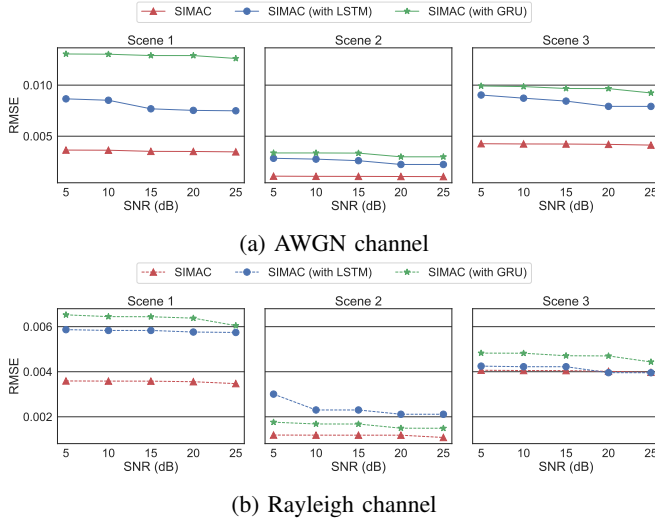 SIMAC SIMAC (with LSTM) SIMAC (with GRU)
Scene 1 Scene 2 Scene 3
RMSE
0.010
0.005
5 10 15 20 25 5 10 15 20 25 5 10 15 20 25
SNR (dB) SNR (dB) SNR (dB)
(a) AWGN channel
SIMAC SIMAC (with LSTM) SIMAC (with GRU)
Scene 1 Scene 2 Scene 3
RMSE
0.006
0.004
0.002
5 10 15 20 25 5 10 15 20 25 5 10 15 20 25
SNR (dB) SNR (dB) SNR (dB)
(b) Rayleigh channel